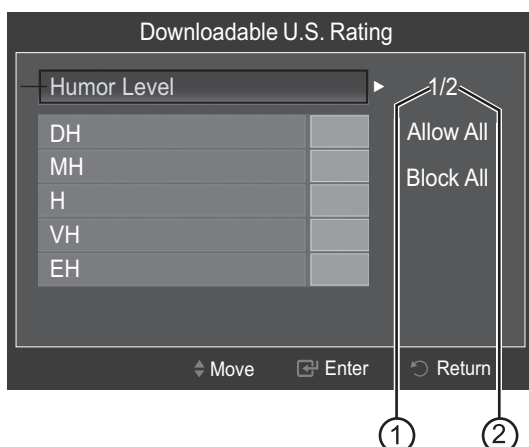 Downloadable U.S. Rating
Humor Level 1/2
DH Allow All
MH Block All
H
VH
EH
Move Enter Return
1 2